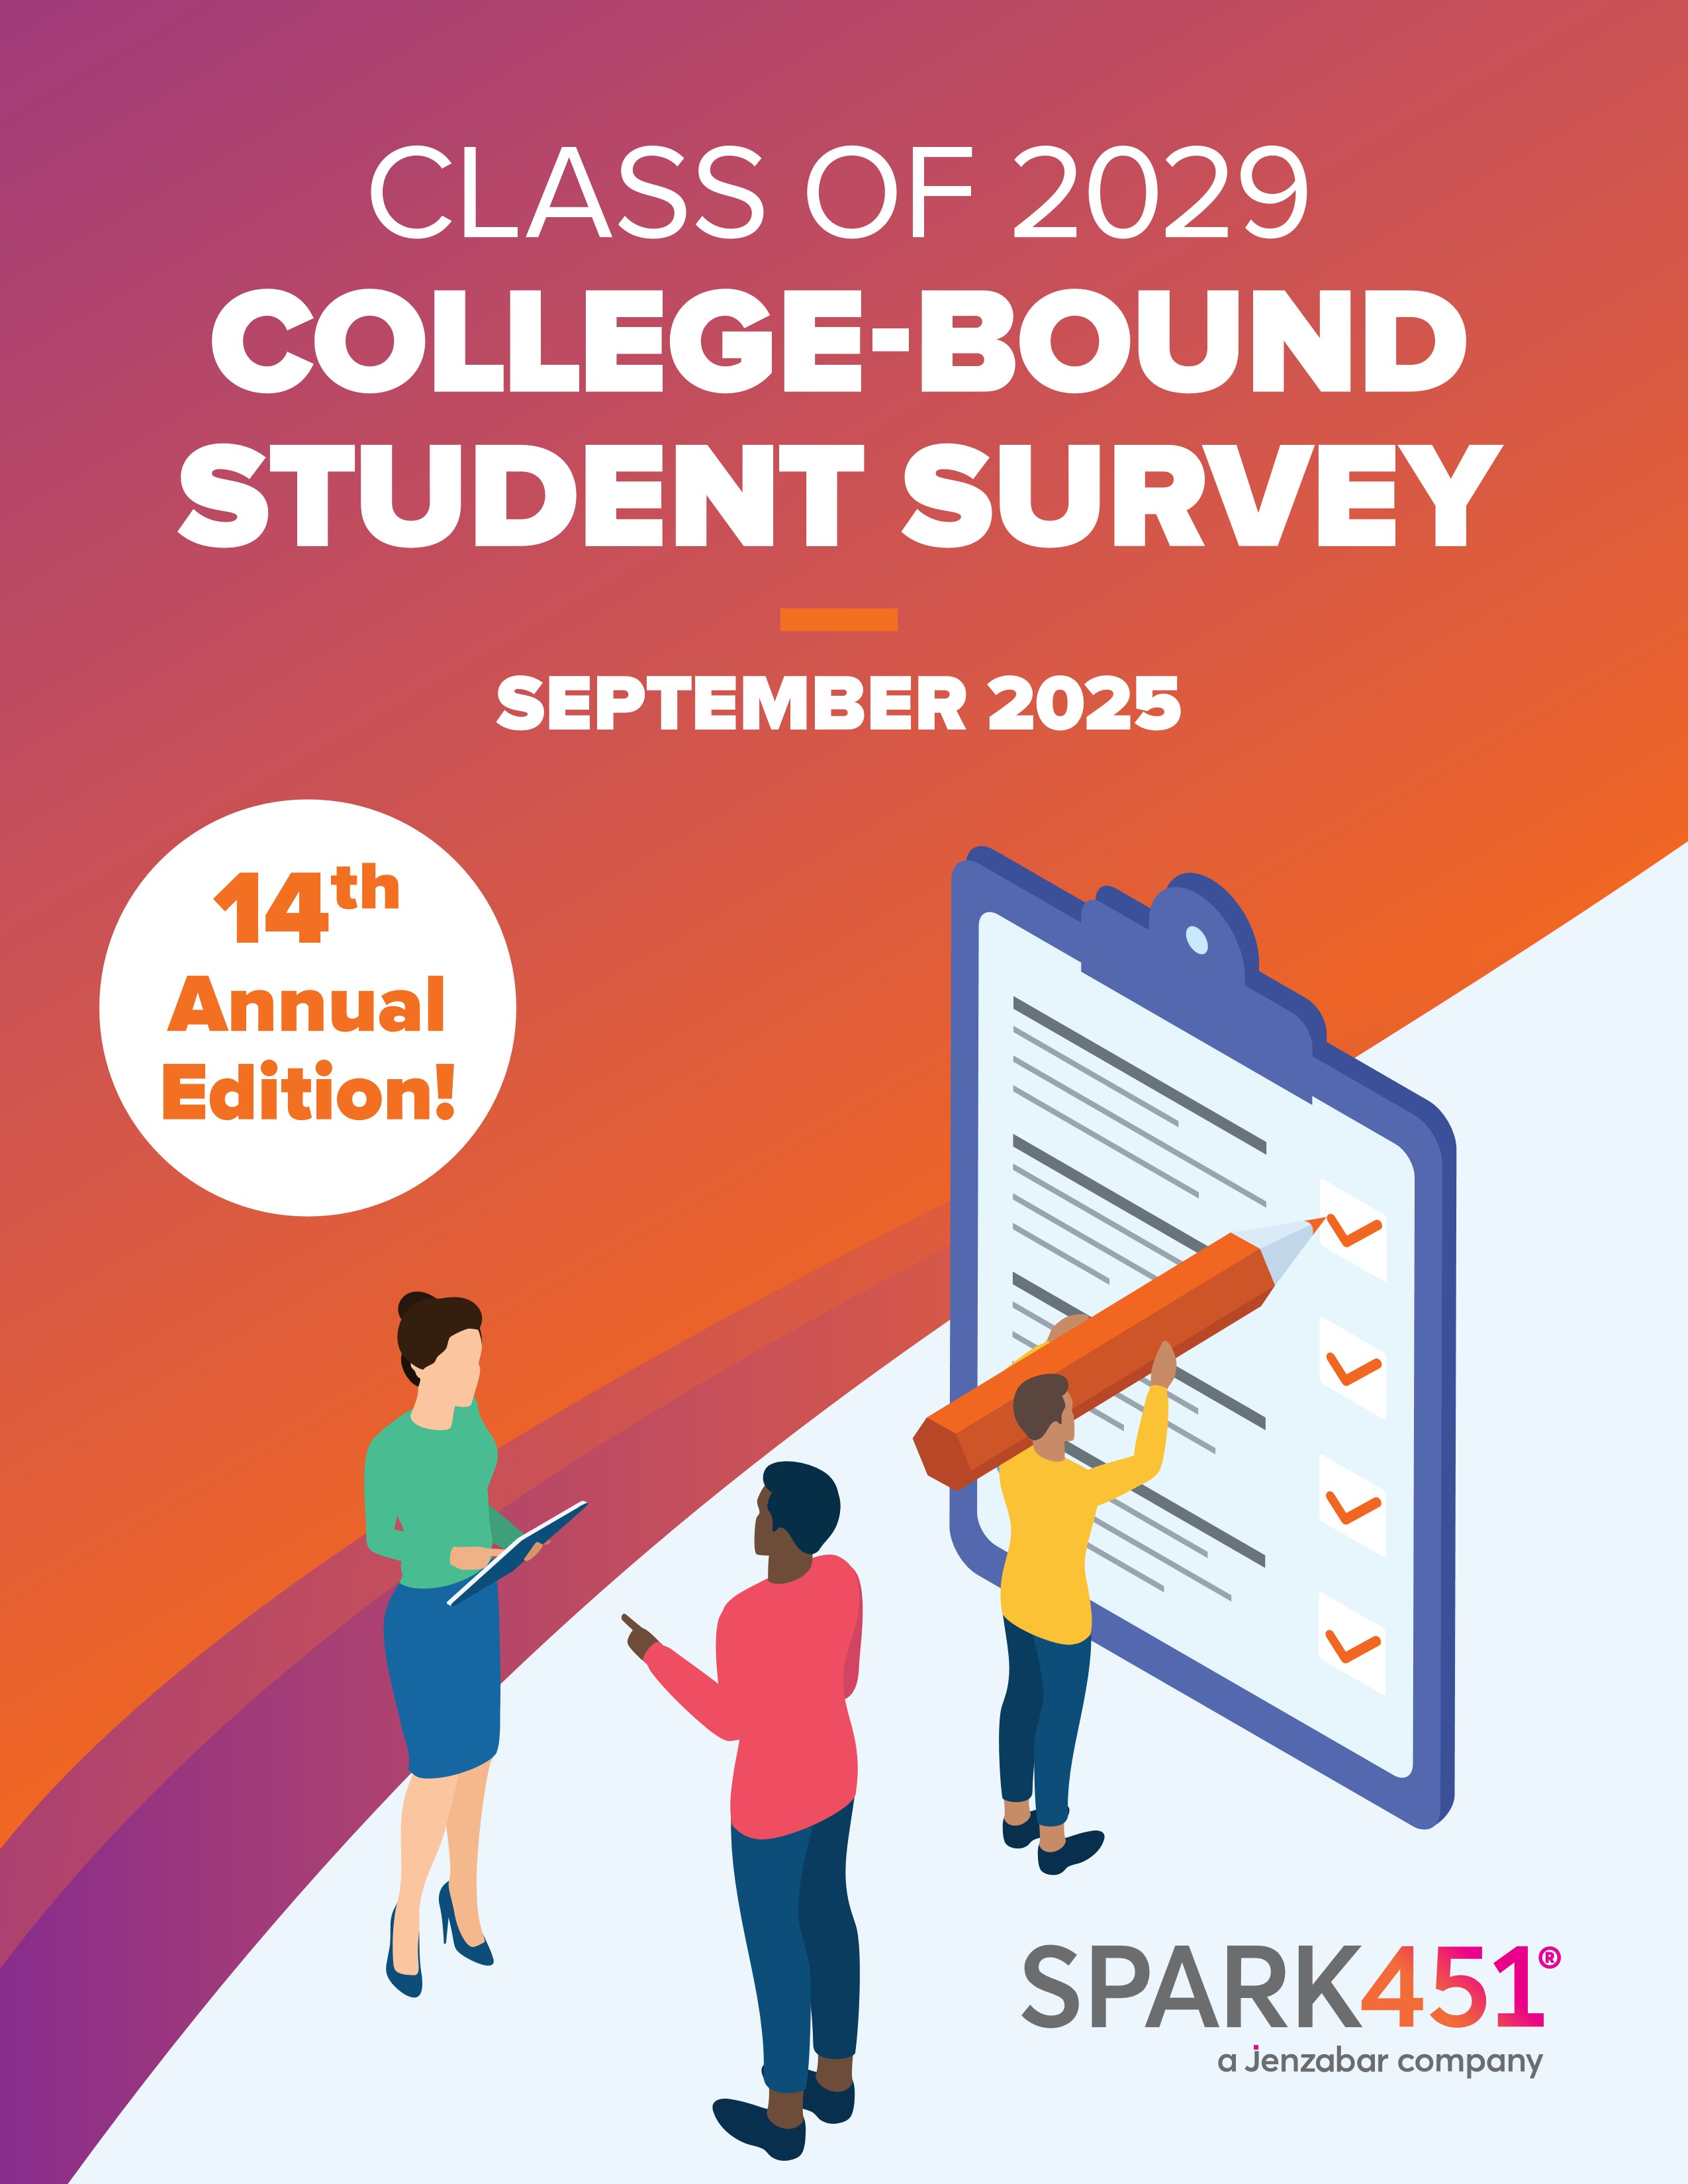 CLASS OF 2029
COLLEGE-BOUND
STUDENT SURVEY
SEPTEMBER 2025
14th
Annual
Edition!
SPARK451®
a jenzabar company